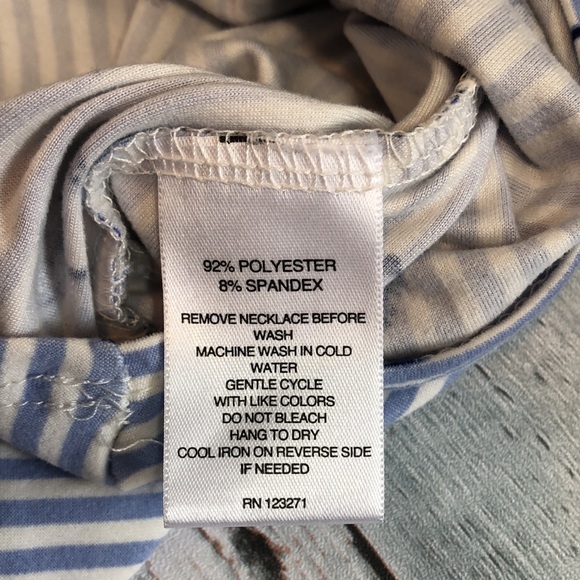 92% POLYESTER
8% SPANDEX
REMOVE NECKLACE BEFORE
WASH
MACHINE WASH IN COLD
WATER
GENTLE CYCLE
WITH LIKE COLORS
DO NOT BLEACH
HANG TO DRY
COOL IRON ON REVERSE SIDE
IF NEEDED
RN 123271